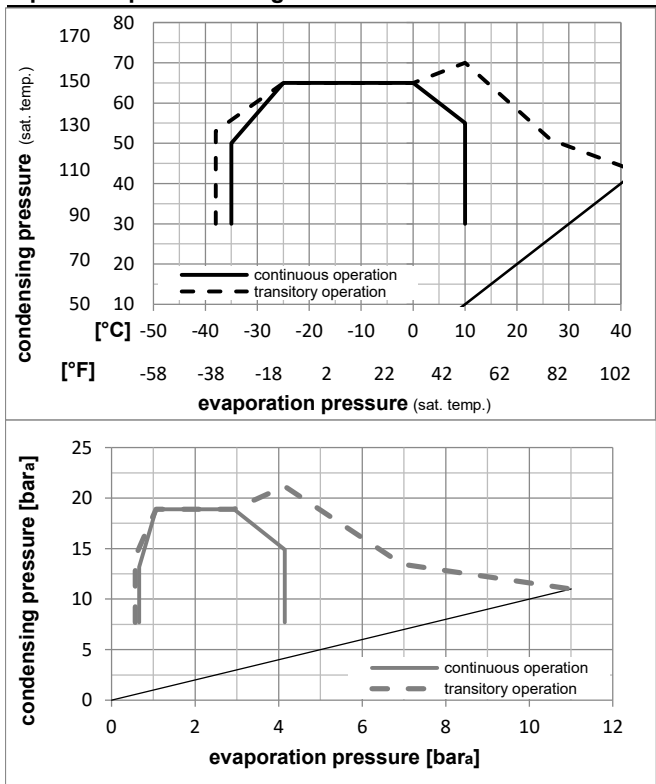 170 80
150 70
130 60
50
110 40
90 30
70 20
50 10
condensing pressure (sat. temp.)
continuous operation
transitory operation
[°C] -50 -40 -30 -20 -10 0 10 20 30 40
[°F] -58 -38 -18 2 22 42 62 82 102
evaporation pressure (sat. temp.)
25
20
15
10
5
0
condensing pressure [bara]
continuous operation
transitory operation
0 2 4 6 8 10 12
evaporation pressure [bara]